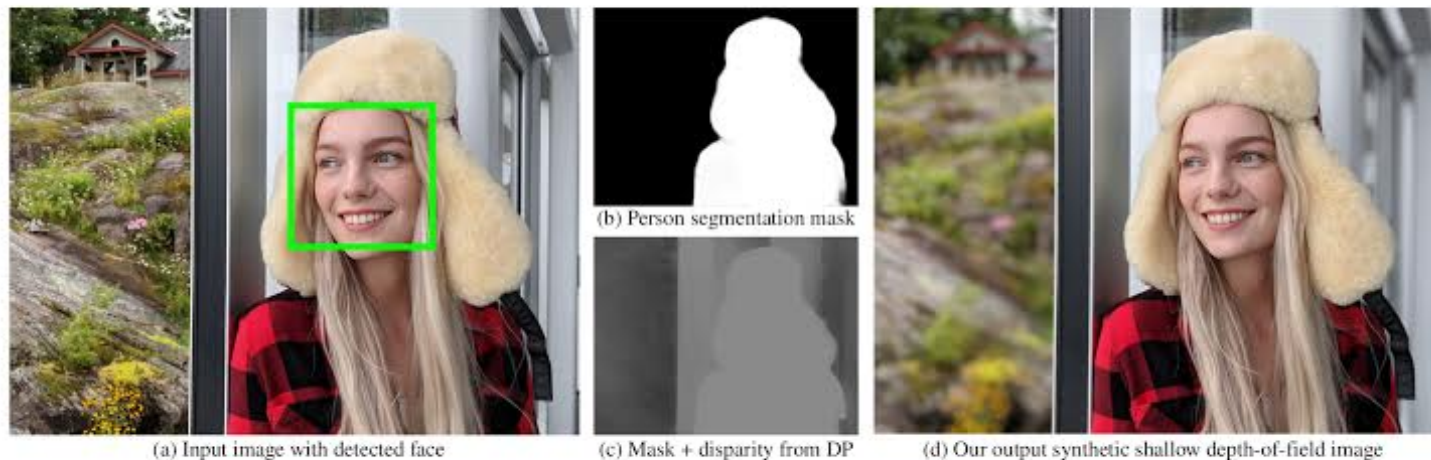 (b) Person segmentation mask
(a) Input image with detected face
(c) Mask + disparity from DP
(d) Our output synthetic shallow depth-of-field image